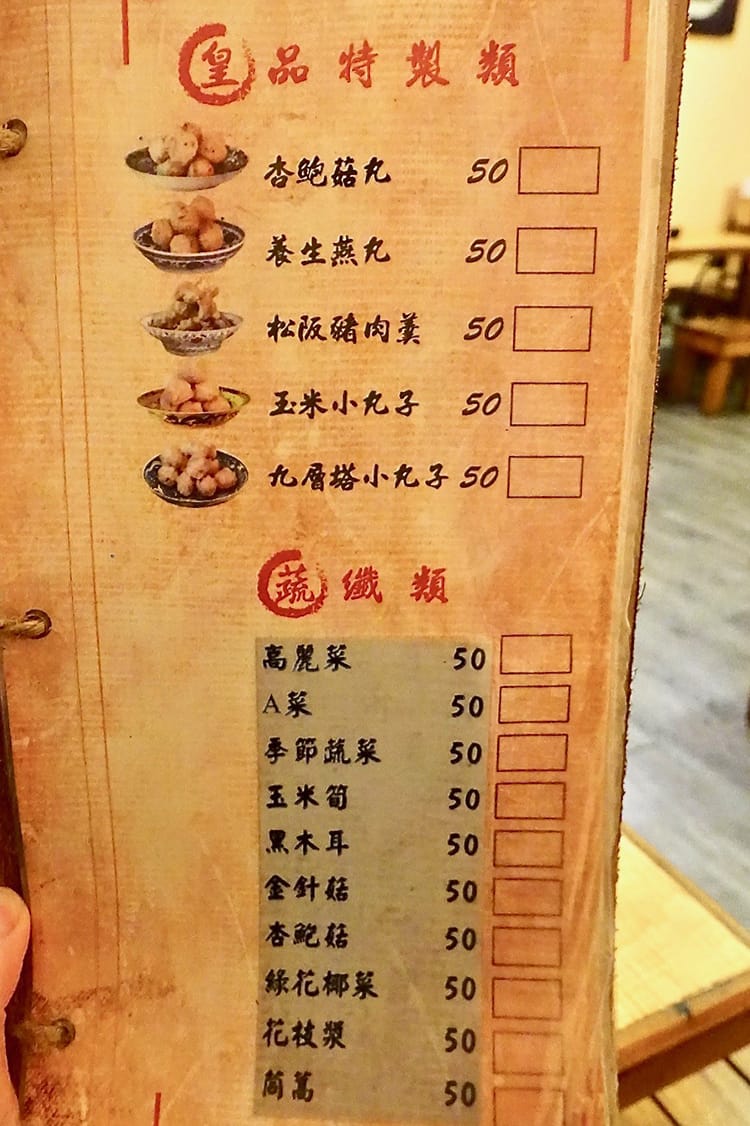 皇品特製類
杏鮑菇丸 50
養生燕丸 50
松阪豬肉羹 50
玉米小丸子 50
九層塔小丸子 50
蔬纖類
高麗菜 50
A菜 50
季節蔬菜 50
玉米筍 50
黑木耳 50
金針菇 50
杏鮑菇 50
綠花椰菜 50
花枝漿 50
茼蒿 50